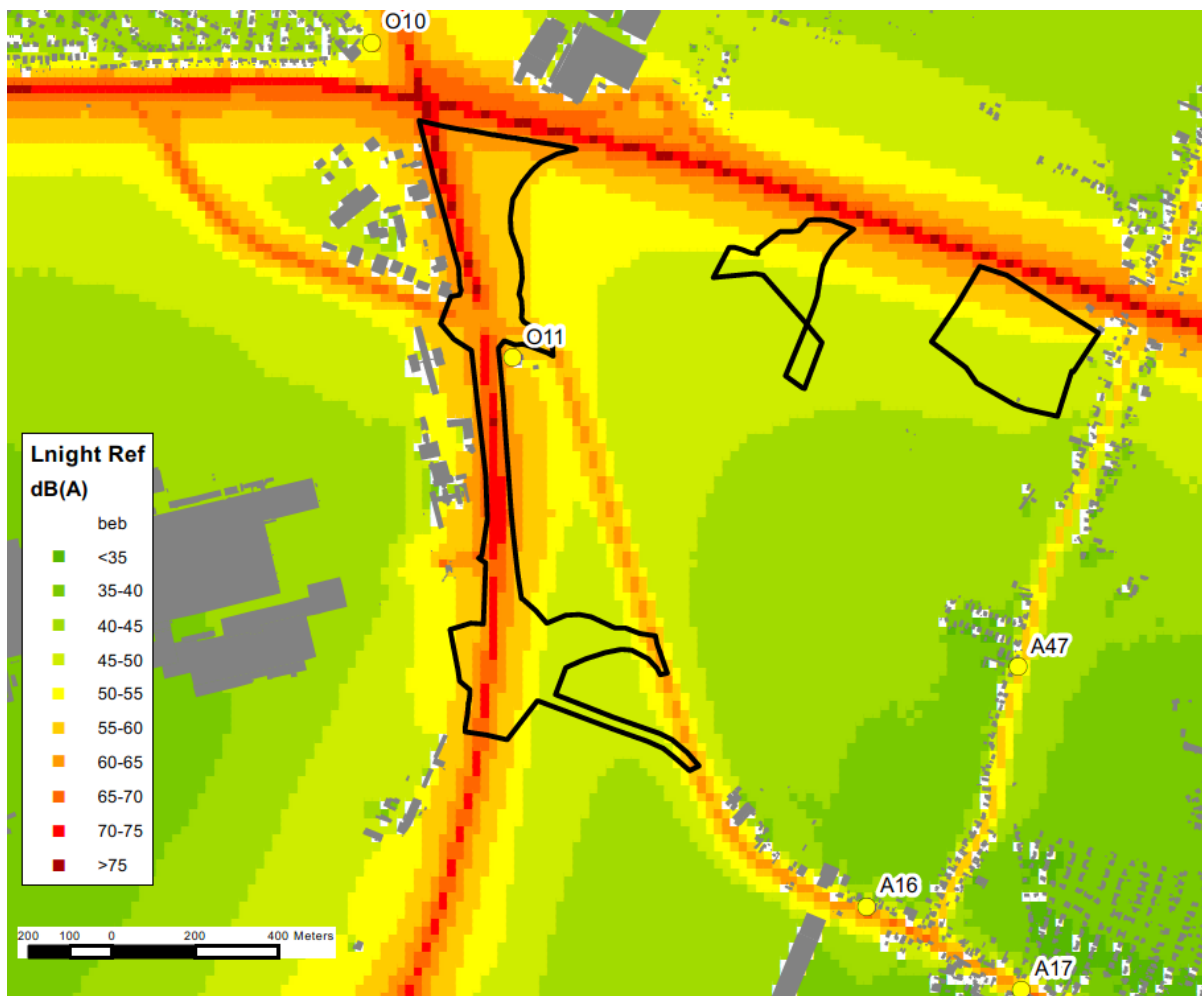 O10
O11
Lnight Ref
dB(A)
beb
<35
35-40
40-45
45-50
50-55
55-60
60-65
65-70
70-75
>75
A47
A16
A17
200 100 0 200 400 Meters